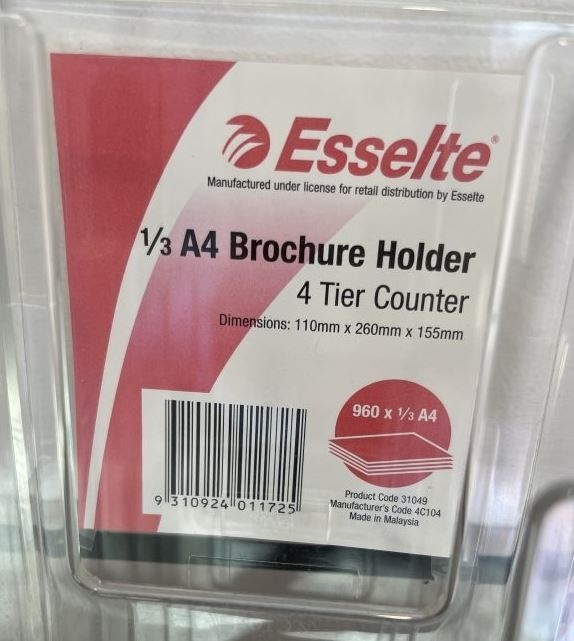 Esselte®
Manufactured under license for retail distribution by Esselte
1/3 A4 Brochure Holder
4 Tier Counter
Dimensions: 110mm x 260mm x 155mm
960 x 1/3 A4
9 310924 011725
Product Code 31049
Manufacturer's Code 4C104
Made in Malaysia